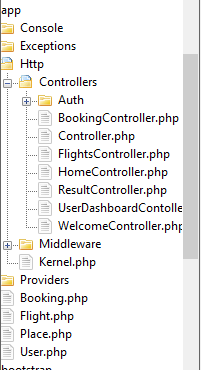 app
Console
Exceptions
Http
Controllers
Auth
BookingController.php
Controller.php
FlightsController.php
HomeController.php
ResultController.php
UserDashboardContolle
WelcomeController.php
Middleware
Kernel.php
Providers
Booking.php
Flight.php
Place.php
User.php
bootstrap